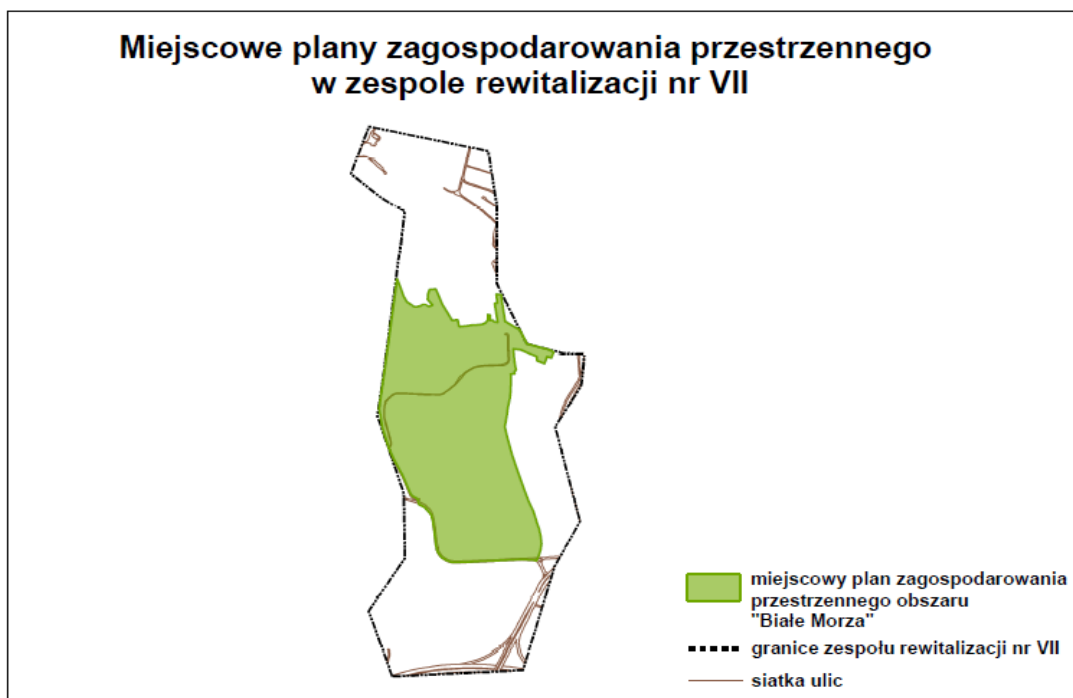 Miejscowe plany zagospodarowania przestrzennego
w zespole rewitalizacji nr VII
miejscowy plan zagospodarowania
przestrzennego obszaru
"Białe Morza"
granice zespołu rewitalizacji nr VII
siatka ulic